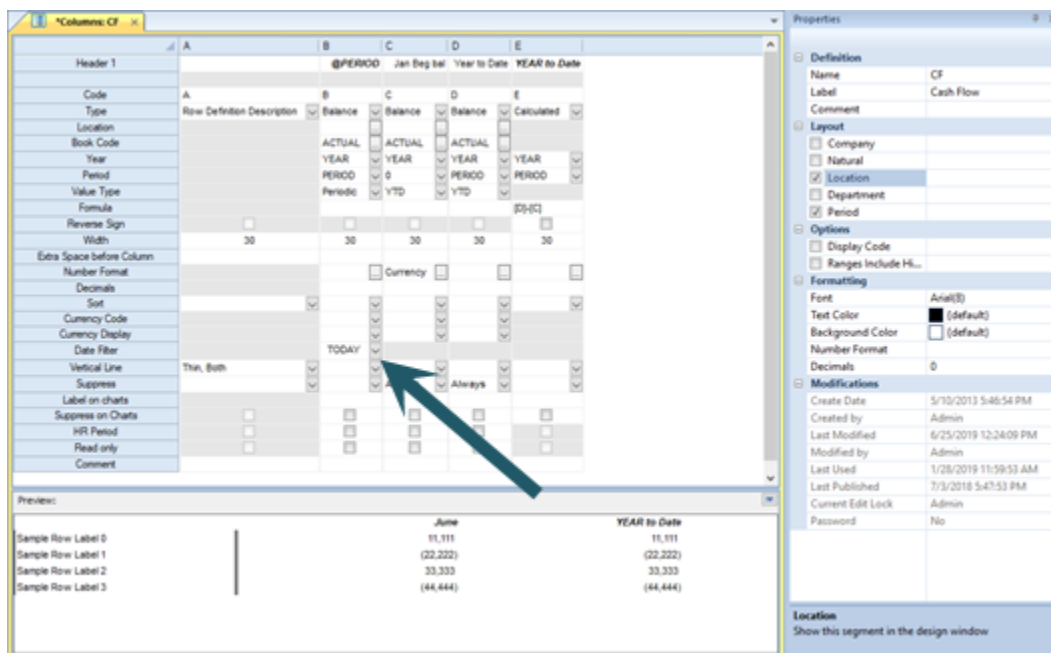 *Columns: CF ×
A B C D E
Header 1 @PERIOD Jan Beg bal Year to Date YEAR to Date
Code A B C D E
Type Row Definition Description Balance Balance Balance Calculated
Location
Book Code ACTUAL ACTUAL ACTUAL
Year YEAR YEAR YEAR YEAR
Period PERIOD 0 PERIOD PERIOD
Value Type Periodic YTD YTD
Formula [D]-[C]
Reverse Sign
Width 30 30 30 30 30
Extra Space before Column
Number Format Currency
Decimals
Sort
Currency Code
Currency Display
Date Filter TODAY
Vertical Line Thin, Both
Suppress Always
Label on charts
Suppress on Charts
HR Period
Read only
Comment
Preview:
June YEAR to Date
Sample Row Label 0 11,111 11,111
Sample Row Label 1 (22,222) (22,222)
Sample Row Label 2 33,333 33,333
Sample Row Label 3 (44,444) (44,444)
Properties
Definition
Name CF
Label Cash Flow
Comment
Layout
Company
Natural
Location
Department
Period
Options
Display Code
Ranges Include Hi...
Formatting
Font Arial(8)
Text Color (default)
Background Color (default)
Number Format
Decimals 0
Modifications
Create Date 5/10/2013 5:46:54 PM
Created by Admin
Last Modified 6/25/2019 12:24:09 PM
Modified by Admin
Last Used 1/28/2019 11:59:53 AM
Last Published 7/3/2018 5:47:53 PM
Current Edit Lock Admin
Password No
Location
Show this segment in the design window